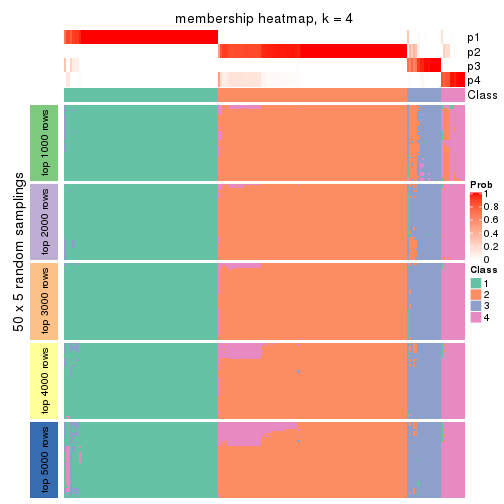 membership heatmap, k = 4
p1
p2
p3
p4
Class
50 x 5 random samplings
top 1000 rows
top 2000 rows
top 3000 rows
top 4000 rows
top 5000 rows
Prob
1
0.8
0.6
0.4
0.2
0
Class
1
2
3
4